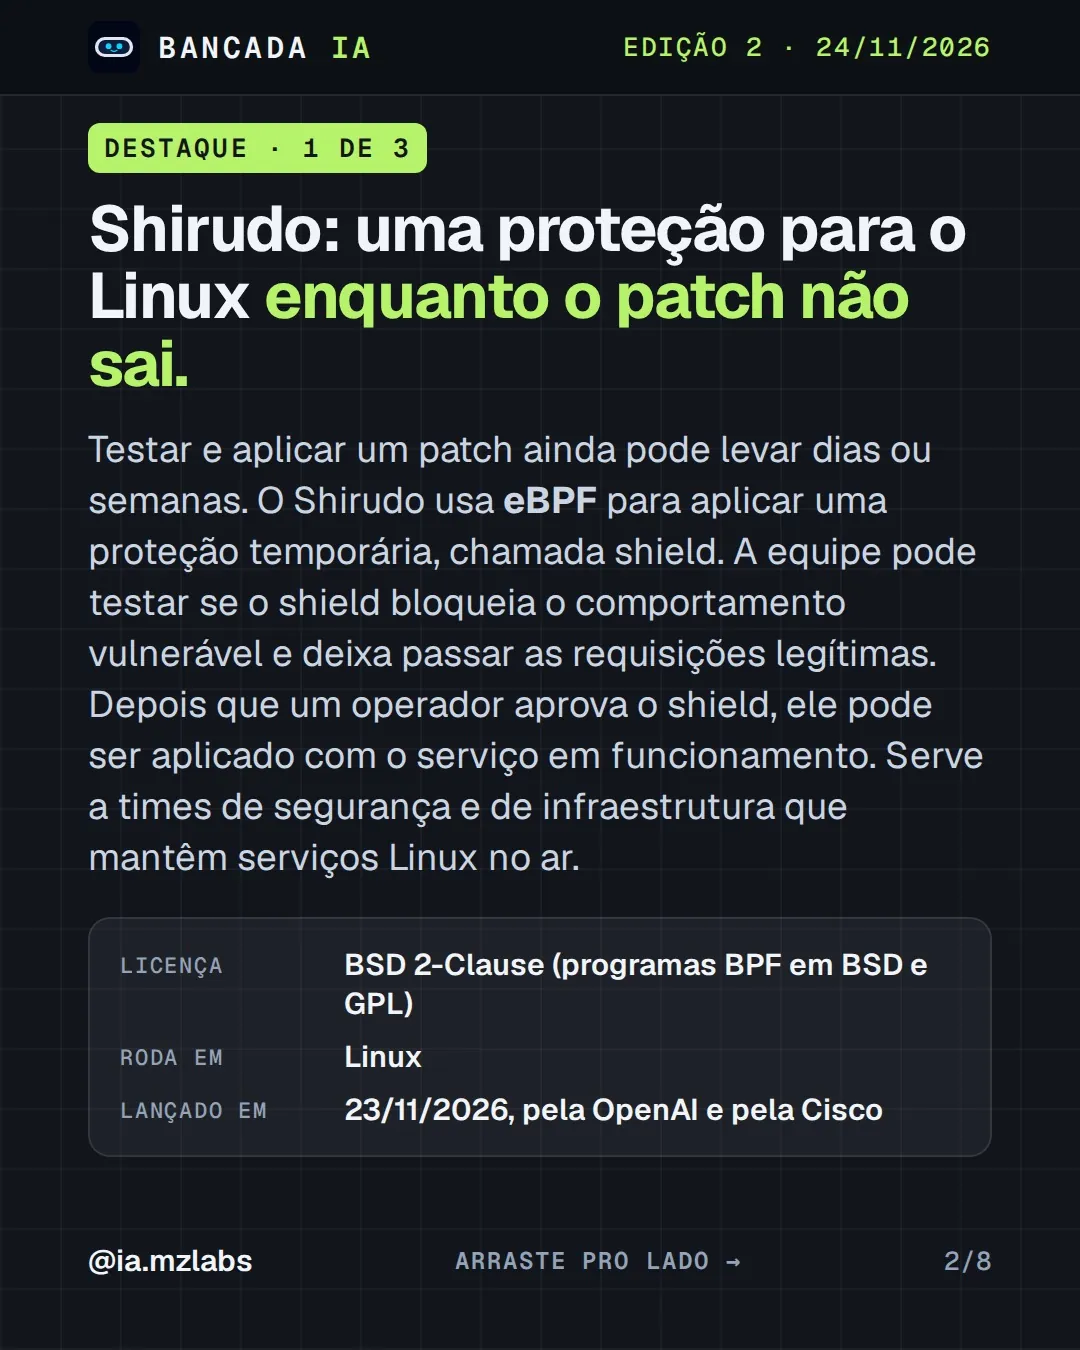 BANCADA IA
EDIÇÃO 2 · 24/11/2026
DESTAQUE · 1 DE 3
Shirudo: uma proteção para o
Linux enquanto o patch não
sai.
Testar e aplicar um patch ainda pode levar dias ou
semanas. O Shirudo usa eBPF para aplicar uma
proteção temporária, chamada shield. A equipe pode
testar se o shield bloqueia o comportamento
vulnerável e deixa passar as requisições legítimas.
Depois que um operador aprova o shield, ele pode
ser aplicado com o serviço em funcionamento. Serve
a times de segurança e de infraestrutura que
mantêm serviços Linux no ar.
LICENÇA
BSD 2-Clause (programas BPF em BSD e
GPL)
RODA EM
Linux
LANÇADO EM
23/11/2026, pela OpenAI e pela Cisco
@ia.mzlabs
ARRASTE PRO LADO →
2/8